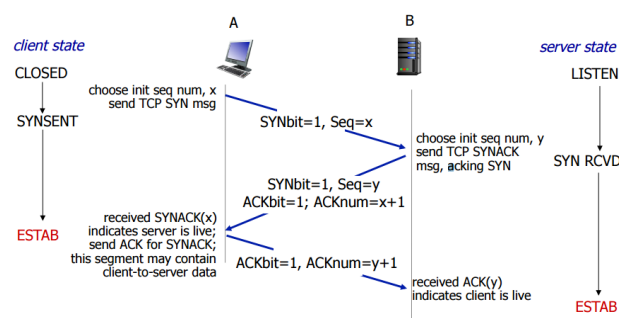 A
B
client state
server state
CLOSED
LISTEN
choose init seq num, x
send TCP SYN msg
SYNSENT
SYNbit=1, Seq=x
choose init seq num, y
send TCP SYNACK
msg, acking SYN
SYN RCVD
SYNbit=1, Seq=y
ACKbit=1; ACKnum=x+1
received SYNACK(x)
indicates server is live;
send ACK for SYNACK;
this segment may contain
client-to-server data
ESTAB
ACKbit=1, ACKnum=y+1
received ACK(y)
indicates client is live
ESTAB